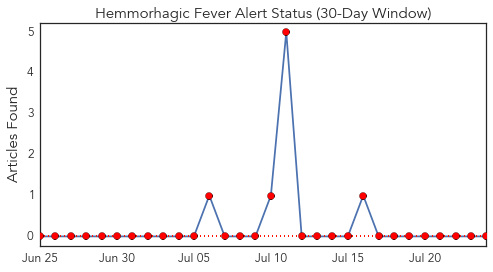 Hemmorhagic Fever Alert Status (30-Day Window)
Articles Found
5
4
3
2
1
0
Jun 25 Jun 30 Jul 05 Jul 10 Jul 15 Jul 20